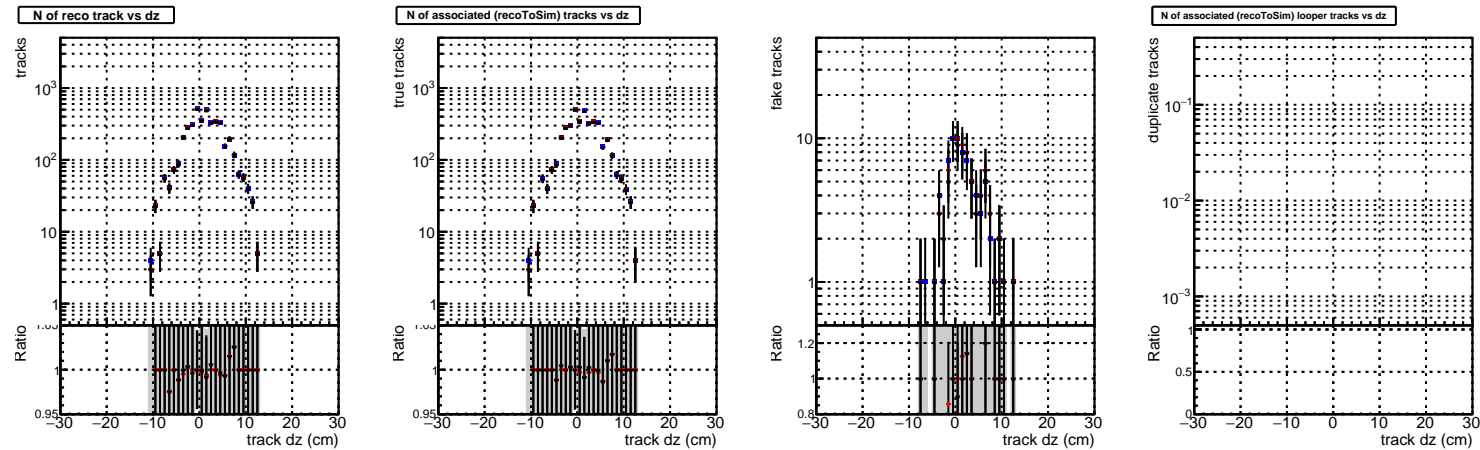 N of reco track vs dz
tracks
10³
10²
10
1
Ratio
1
0.95
−30 −20 −10 0 10 20 30
track dz (cm)
N of associated (recoToSim) tracks vs dz
true tracks
10³
10²
10
1
Ratio
1
0.95
−30 −20 −10 0 10 20 30
track dz (cm)
fake tracks
10
1
Ratio
1.2
1
0.8
−30 −20 −10 0 10 20 30
track dz (cm)
N of associated (recoToSim) looper tracks vs dz
duplicate tracks
10⁻¹
10⁻²
10⁻³
Ratio
1
0.5
0
−30 −20 −10 0 10 20 30
track dz (cm)